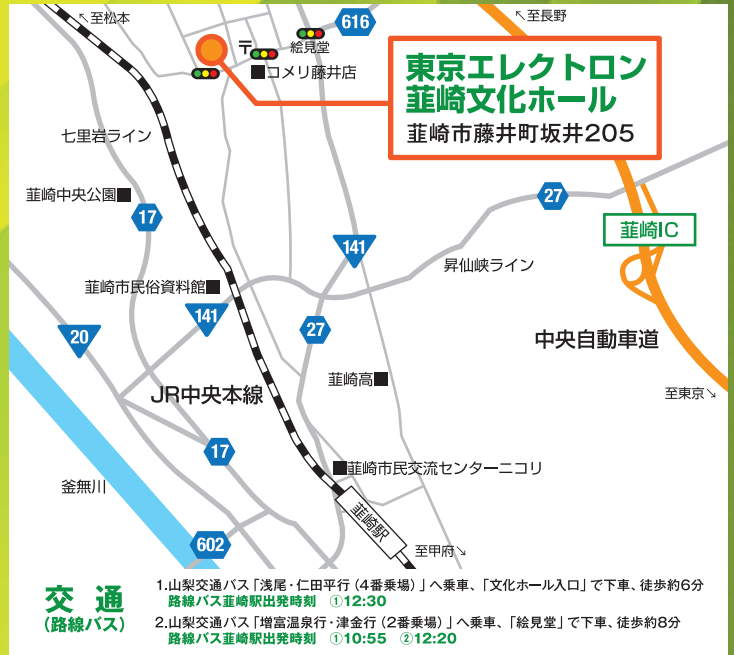 ↖至松本
616
↖至長野
〒
絵見堂
■コメリ藤井店
東京エレクトロン
韮崎文化ホール
韮崎市藤井町坂井205
七里岩ライン
韮崎中央公園■
17
27
韮崎IC
141
昇仙峡ライン
韮崎市民俗資料館■
141
27
20
中央自動車道
韮崎高■
JR中央本線
至東京↘
17
■韮崎市民交流センターニコリ
釜無川
韮崎駅
602
至甲府↘
交通
(路線バス)
1.山梨交通バス「浅尾・仁田平行(4番乗場)」へ乗車、「文化ホール入口」で下車、徒歩約6分
路線バス韮崎駅出発時刻 ①12:30
2.山梨交通バス「増富温泉行・津金行(2番乗場)」へ乗車、「絵見堂」で下車、徒歩約8分
路線バス韮崎駅出発時刻 ①10:55 ②12:20